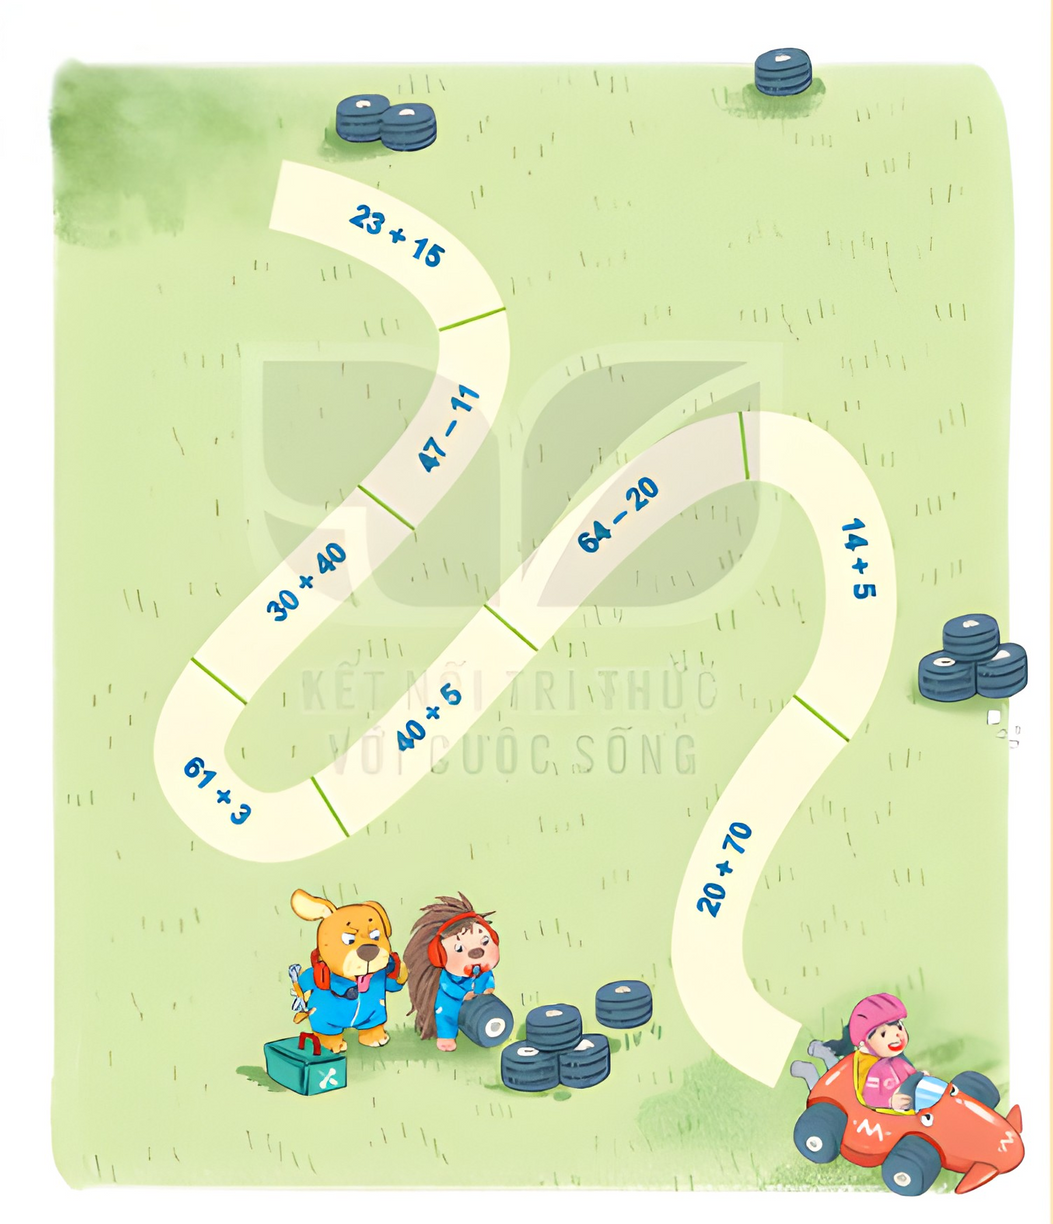 23 + 15
47 – 11
30 + 40
61 + 3
40 + 5
64 – 20
14 + 5
20 + 70
KẾT NỐI TRI THỨC
VỚI CUỘC SỐNG
M